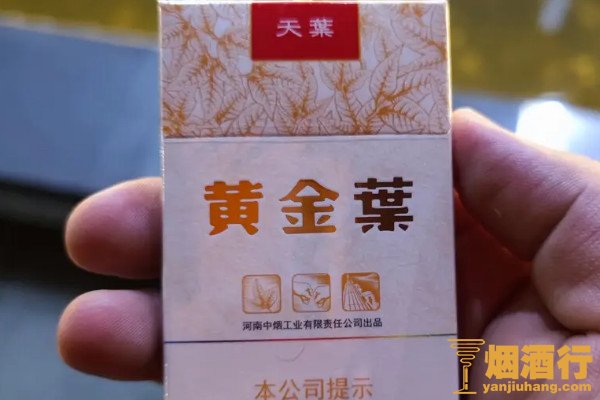 天葉
黄金葉
河南中烟工业有限责任公司出品
本公司提示
烟酒行
yanjiuhang.com